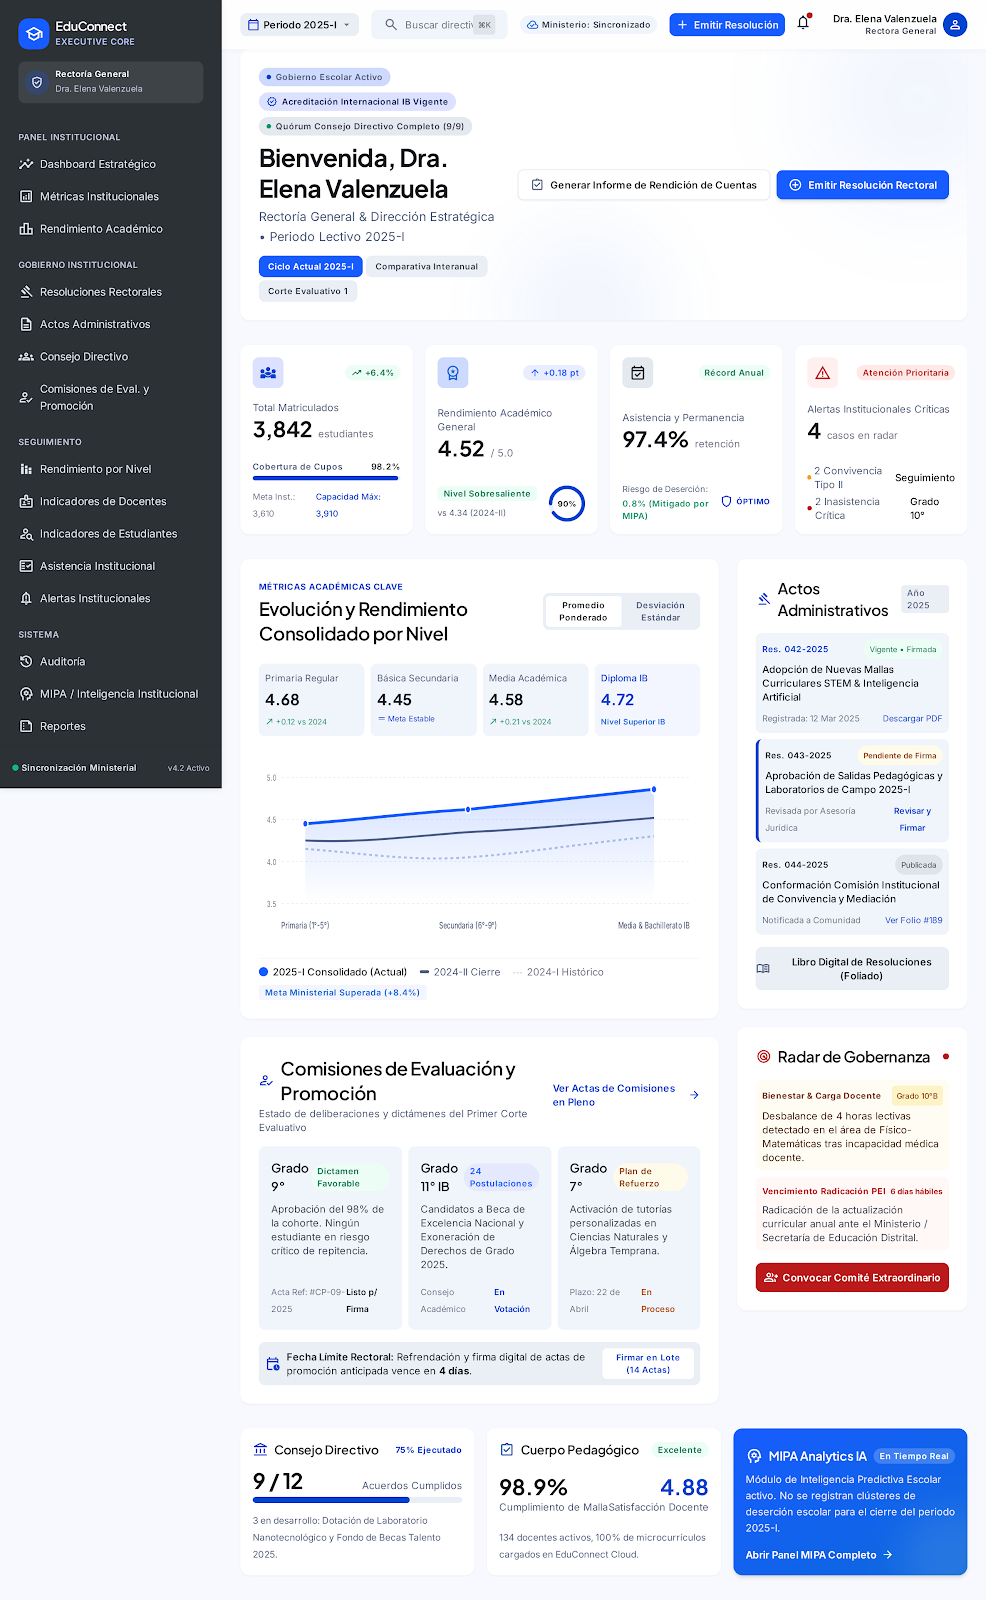 EduConnect
EXECUTIVE CORE
Rectoría General
Dra. Elena Valenzuela
PANEL INSTITUCIONAL
Dashboard Estratégico
Métricas Institucionales
Rendimiento Académico
GOBIERNO INSTITUCIONAL
Resoluciones Rectorales
Actos Administrativos
Consejo Directivo
Comisiones de Eval. y
Promoción
SEGUIMIENTO
Rendimiento por Nivel
Indicadores de Docentes
Indicadores de Estudiantes
Asistencia Institucional
Alertas Institucionales
SISTEMA
Auditoría
MIPA / Inteligencia Institucional
Reportes
Sincronización Ministerial v4.2 Activo
Periodo 2025-I
Buscar directiv ⌘K
Ministerio: Sincronizado
Emitir Resolución
Dra. Elena Valenzuela
Rectora General
Gobierno Escolar Activo
Acreditación Internacional IB Vigente
Quórum Consejo Directivo Completo (9/9)
Bienvenida, Dra.
Elena Valenzuela
Rectoría General & Dirección Estratégica
• Periodo Lectivo 2025-I
Ciclo Actual 2025-I Comparativa Interanual
Corte Evaluativo 1
Generar Informe de Rendición de Cuentas
Emitir Resolución Rectoral
+6.4%
Total Matriculados
3,842 estudiantes
Cobertura de Cupos 98.2%
Meta Inst.: Capacidad Máx:
3,610 3,910
+0.18 pt
Rendimiento Académico
General
4.52 / 5.0
Nivel Sobresaliente
vs 4.34 (2024-II)
90%
Récord Anual
Asistencia y Permanencia
97.4% retención
Riesgo de Deserción:
0.8% (Mitigado por
MIPA)
ÓPTIMO
Atención Prioritaria
Alertas Institucionales Críticas
4 casos en radar
2 Convivencia
Tipo II
Seguimiento
2 Inasistencia
Crítica
Grado
10°
MÉTRICAS ACADÉMICAS CLAVE
Evolución y Rendimiento
Consolidado por Nivel
Promedio
Ponderado
Desviación
Estándar
Primaria Regular
4.68
+0.12 vs 2024
Básica Secundaria
4.45
Meta Estable
Media Académica
4.58
+0.21 vs 2024
Diploma IB
4.72
Nivel Superior IB
5.0
4.5
4.0
3.5
Primaria (1°-5°) Secundaria (6°-9°) Media & Bachillerato IB
2025-I Consolidado (Actual) 2024-II Cierre 2024-I Histórico
Meta Ministerial Superada (+8.4%)
Actos
Administrativos
Año
2025
Res. 042-2025 Vigente • Firmada
Adopción de Nuevas Mallas
Curriculares STEM & Inteligencia
Artificial
Registrada: 12 Mar 2025 Descargar PDF
Res. 043-2025 Pendiente de Firma
Aprobación de Salidas Pedagógicas y
Laboratorios de Campo 2025-I
Revisada por Asesoría
Jurídica
Revisar y
Firmar
Res. 044-2025 Publicada
Conformación Comisión Institucional
de Convivencia y Mediación
Notificada a Comunidad Ver Folio #189
Libro Digital de Resoluciones
(Foliado)
Comisiones de Evaluación y
Promoción
Estado de deliberaciones y dictámenes del Primer Corte
Evaluativo
Ver Actas de Comisiones
en Pleno
Grado
9°
Dictamen
Favorable
Aprobación del 98% de
la cohorte. Ningún
estudiante en riesgo
crítico de repitencia.
Acta Ref: #CP-09-
2025
Listo p/
Firma
Grado
11° IB
24
Postulaciones
Candidatos a Beca de
Excelencia Nacional y
Exoneración de
Derechos de Grado
2025.
Consejo
Académico
En
Votación
Grado
7°
Plan de
Refuerzo
Activación de tutorías
personalizadas en
Ciencias Naturales y
Álgebra Temprana.
Plazo: 22 de
Abril
En
Proceso
Fecha Límite Rectoral: Refrendación y firma digital de actas de
promoción anticipada vence en 4 días.
Firmar en Lote
(14 Actas)
Radar de Gobernanza
Bienestar & Carga Docente Grado 10°B
Desbalance de 4 horas lectivas
detectado en el área de Físico-
Matemáticas tras incapacidad médica
docente.
Vencimiento Radicación PEI 6 días hábiles
Radicación de la actualización
curricular anual ante el Ministerio /
Secretaría de Educación Distrital.
Convocar Comité Extraordinario
Consejo Directivo 75% Ejecutado
9 / 12 Acuerdos Cumplidos
3 en desarrollo: Dotación de Laboratorio
Nanotecnológico y Fondo de Becas Talento
2025.
Cuerpo Pedagógico Excelente
98.9% 4.88
Cumplimiento de Malla Satisfacción Docente
134 docentes activos, 100% de microcurrículos
cargados en EduConnect Cloud.
MIPA Analytics IA En Tiempo Real
Módulo de Inteligencia Predictiva Escolar
activo. No se registran clústeres de
deserción escolar para el cierre del periodo
2025-I.
Abrir Panel MIPA Completo